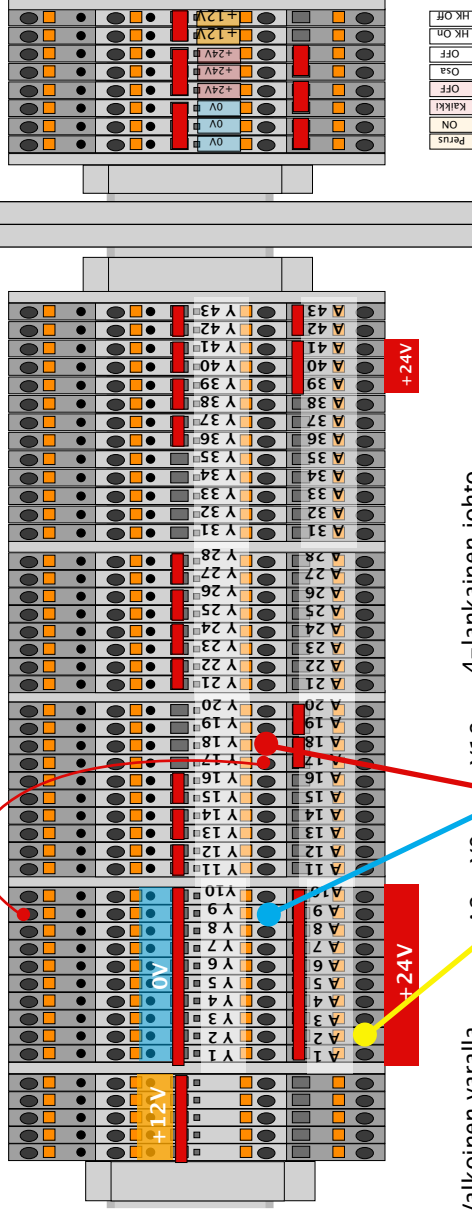 +12V
+12V
+24V
+24V
+24V
0V
0V
0V
HK Off
HK On
OFF
Osa
OFF
Kaikki
ON
Perus
Y 43 A 43
Y 42 A 42
Y 41 A 41
Y 40 A 40
Y 39 A 39
Y 38 A 38
Y 37 A 37
Y 36 A 36
Y 35 A 35
Y 34 A 34
Y 33 A 33
Y 32 A 32
Y 31 A 31
+24V
Y 28 A 28
Y 27 A 27
Y 26 A 26
Y 25 A 25
Y 24 A 24
Y 23 A 23
Y 22 A 22
Y 21 A 21
Y 20 A 20
Y 19 A 19
Y 18 A 18
Y 17 A 17
Y 16 A 16
Y 15 A 15
Y 14 A 14
Y 13 A 13
Y 12 A 12
Y 11 A 11
Y 10 A 10
Y 9 A 9
Y 8 A 8
Y 7 A 7
Y 6 A 6
Y 5 A 5
Y 4 A 4
Y 3 A 3
Y 2 A 2
Y 1 A 1
0V
+24V
+12V
4-lankainen johto
varalla